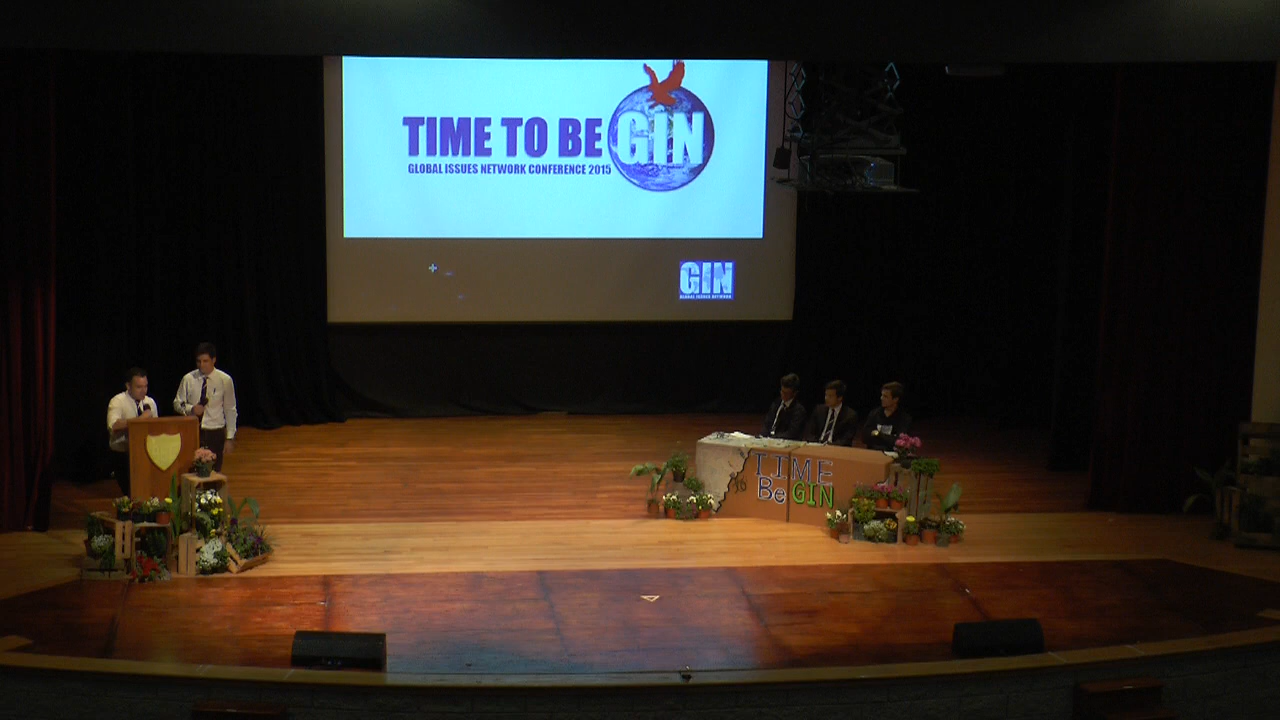 TIME TO BE GIN
GLOBAL ISSUES NETWORK CONFERENCE 2015
GIN
GLOBAL ISSUES NETWORK
TIME
Be GIN